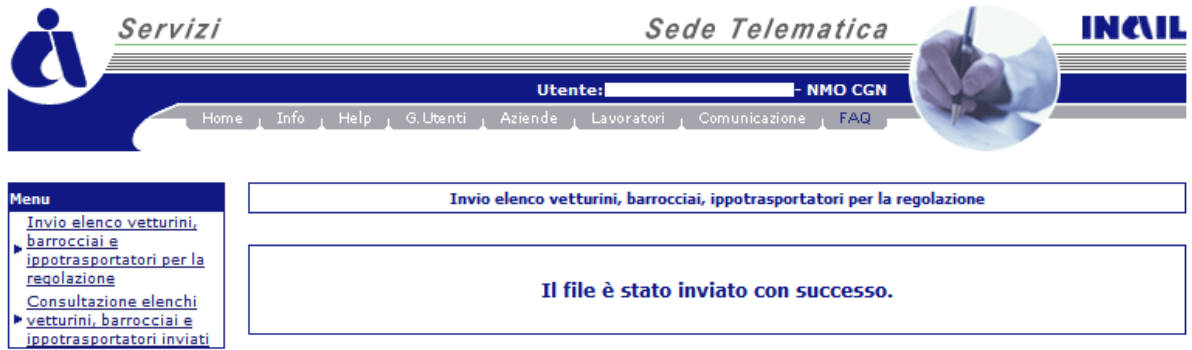 Servizi
Sede Telematica
INAIL
Utente: - NMO CGN
Home Info Help G.Utenti Aziende Lavoratori Comunicazione FAQ
Menu
Invio elenco vetturini,
barrocciai e
ippotrasportatori per la
regolazione
Consultazione elenchi
vetturini, barrocciai e
ippotrasportatori inviati
Invio elenco vetturini, barrocciai, ippotrasportatori per la regolazione
Il file è stato inviato con successo.